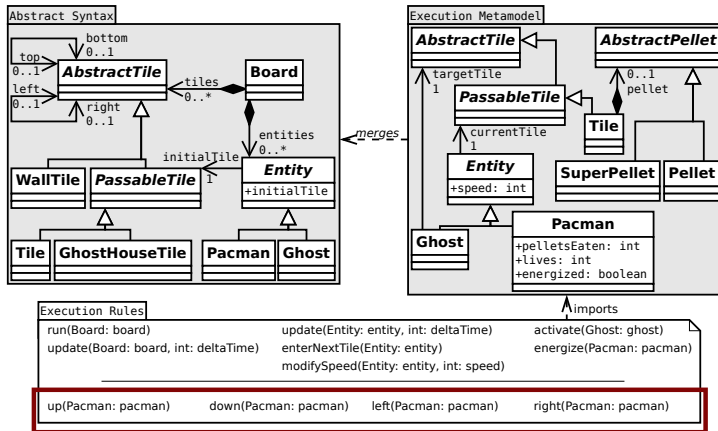 Abstract Syntax
bottom
0..1
top
0..1
left
0..1
AbstractTile
right
0..1
tiles
0..*
Board
entities
0..*
initialTile
1
WallTile
PassableTile
Entity
+initialTile
Tile
GhostHouseTile
Pacman
Ghost
merges
Execution Metamodel
AbstractTile
AbstractPellet
targetTile
1
PassableTile
0..1
pellet
Tile
currentTile
1
Entity
+speed: int
SuperPellet
Pellet
Ghost
Pacman
+pelletsEaten: int
+lives: int
+energized: boolean
imports
Execution Rules
run(Board: board) update(Entity: entity, int: deltaTime) activate(Ghost: ghost)
update(Board: board, int: deltaTime) enterNextTile(Entity: entity) energize(Pacman: pacman)
modifySpeed(Entity: entity, int: speed)
up(Pacman: pacman) down(Pacman: pacman) left(Pacman: pacman) right(Pacman: pacman)